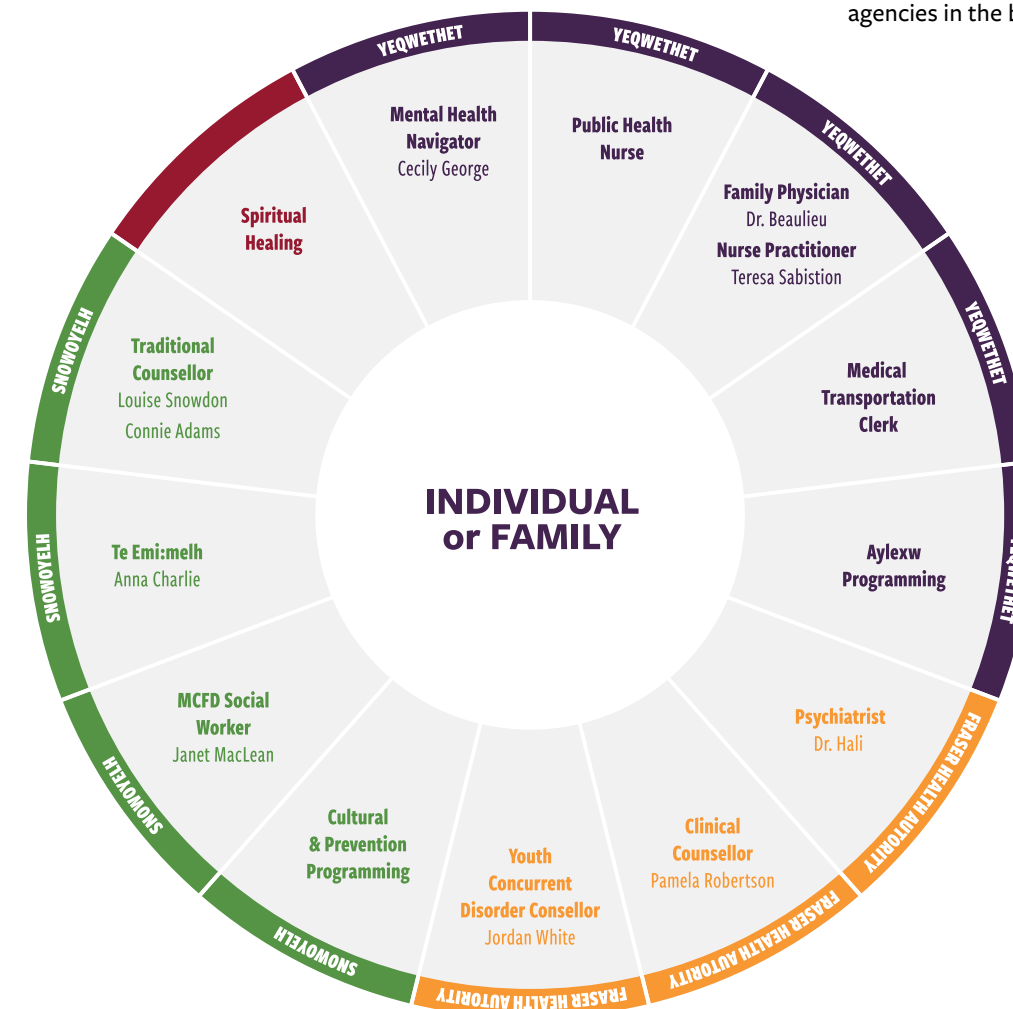 agencies in the b
YEQWETHET
Mental Health
Navigator
Cecily George
YEQWETHET
Public Health
Nurse
YEQWETHET
Family Physician
Dr. Beaulieu
Nurse Practitioner
Teresa Sabistion
YEQWETHET
Medical
Transportation
Clerk
YEQWETHET
Aylexw
Programming
FRASER HEALTH AUTORITY
Psychiatrist
Dr. Hali
FRASER HEALTH AUTORITY
Clinical
Counsellor
Pamela Robertson
FRASER HEALTH AUTORITY
Youth
Concurrent
Disorder Consellor
Jordan White
SNOWOYELH
Cultural
& Prevention
Programming
SNOWOYELH
MCFD Social
Worker
Janet MacLean
SNOWOYELH
Te Emi:melh
Anna Charlie
SNOWOYELH
Traditional
Counsellor
Louise Snowdon
Connie Adams
Spiritual
Healing
INDIVIDUAL
or FAMILY